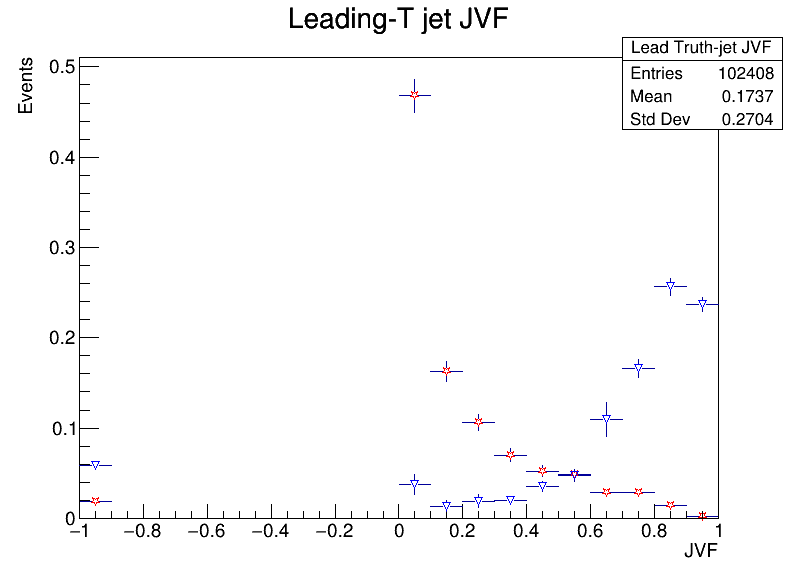 Leading-T jet JVF
Lead Truth-jet JVF
Entries 102408
Mean 0.1737
Std Dev 0.2704
Events
0.5
0.4
0.3
0.2
0.1
0
−1 −0.8 −0.6 −0.4 −0.2 0 0.2 0.4 0.6 0.8 1
JVF